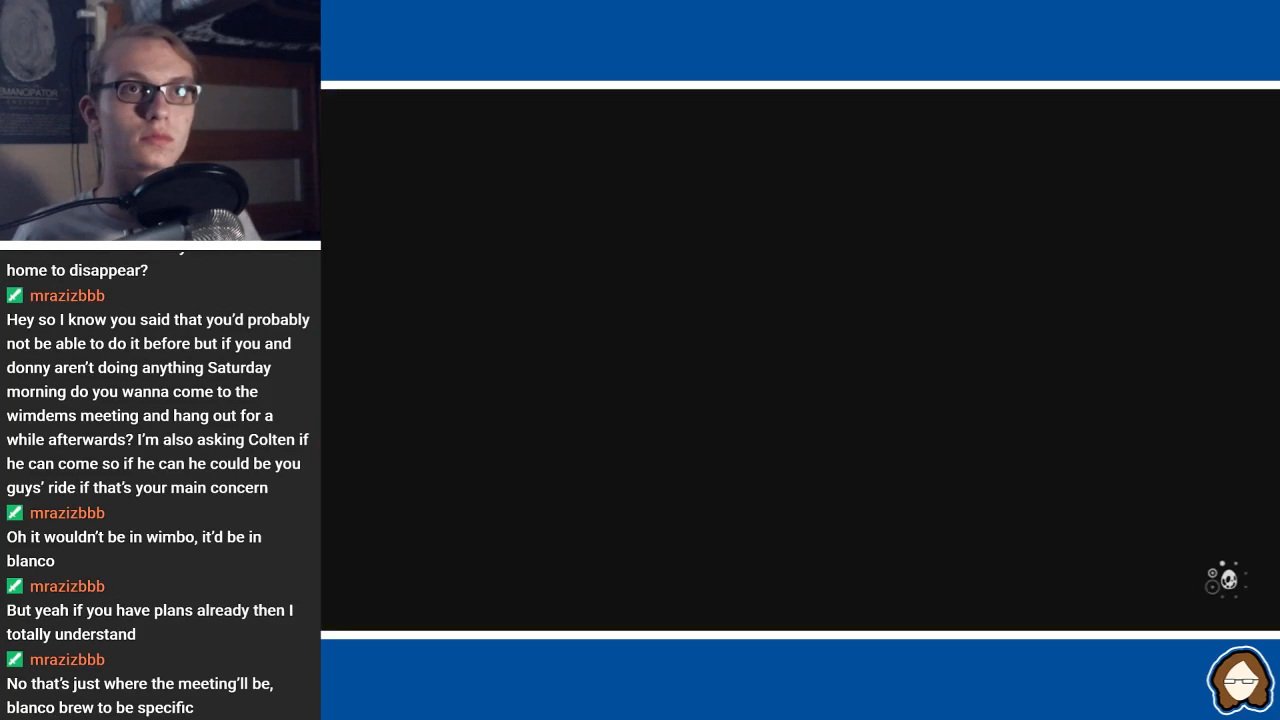 EMANCIPATOR
home to disappear?
mrazizbbb
Hey so I know you said that you’d probably
not be able to do it before but if you and
donny aren’t doing anything Saturday
morning do you wanna come to the
wimdems meeting and hang out for a
while afterwards? I’m also asking Colten if
he can come so if he can he could be you
guys’ ride if that’s your main concern
mrazizbbb
Oh it wouldn’t be in wimbo, it’d be in
blanco
mrazizbbb
But yeah if you have plans already then I
totally understand
mrazizbbb
No that’s just where the meeting’ll be,
blanco brew to be specific